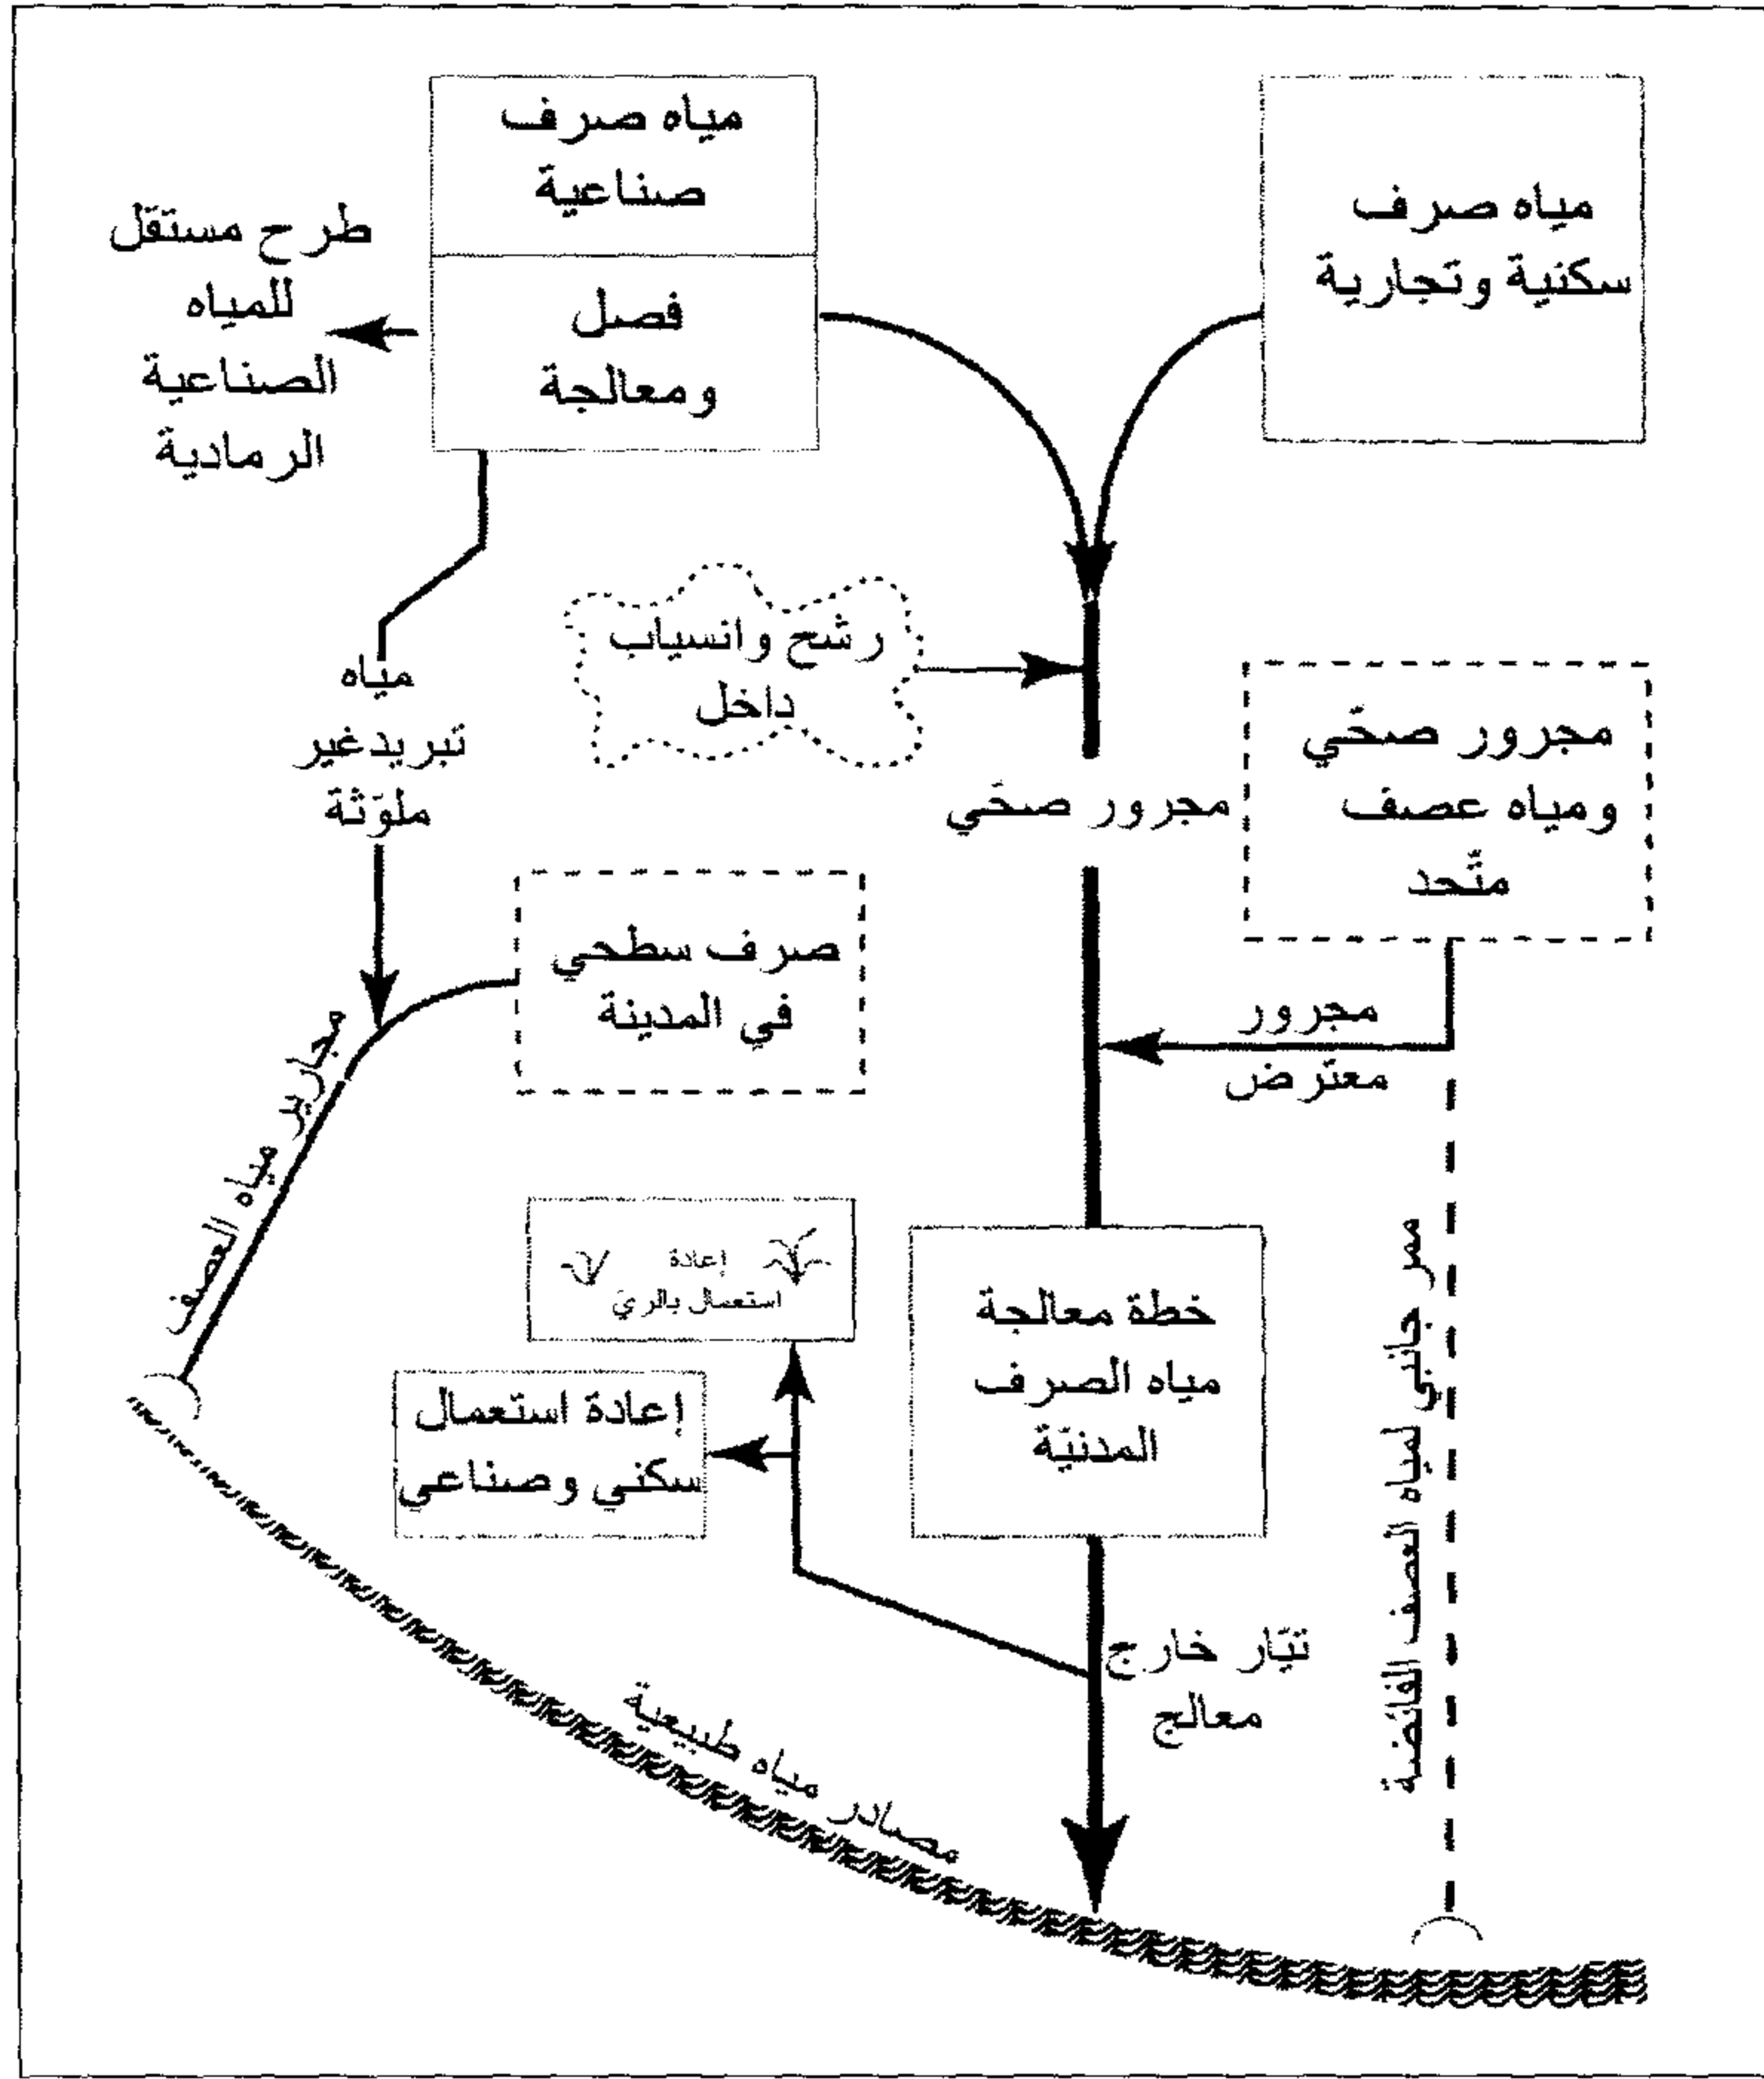 مياه صرف
سكنية وتجارية
مياه صرف
صناعية
فصل
ومعالجة
طرح مستقل
للمياه
الصناعية
الرمادية
رشح وانسياب
داخل
مياه
تبريدغير
ملوّثة
مجرور صحّي
ومياه عصف
متّحد
مجرور صحّي
صرف سطحي
في المدينة
مجرور
معترض
مجارير مياه العصف
إعادة
استعمال بالريّ
خطة معالجة
مياه الصرف
المدنيّة
ممر جانبي لمياه العصف الفائضة
إعادة استعمال
سكني وصناعي
تيّار خارج
معالج
مصادر مياه طبيعية